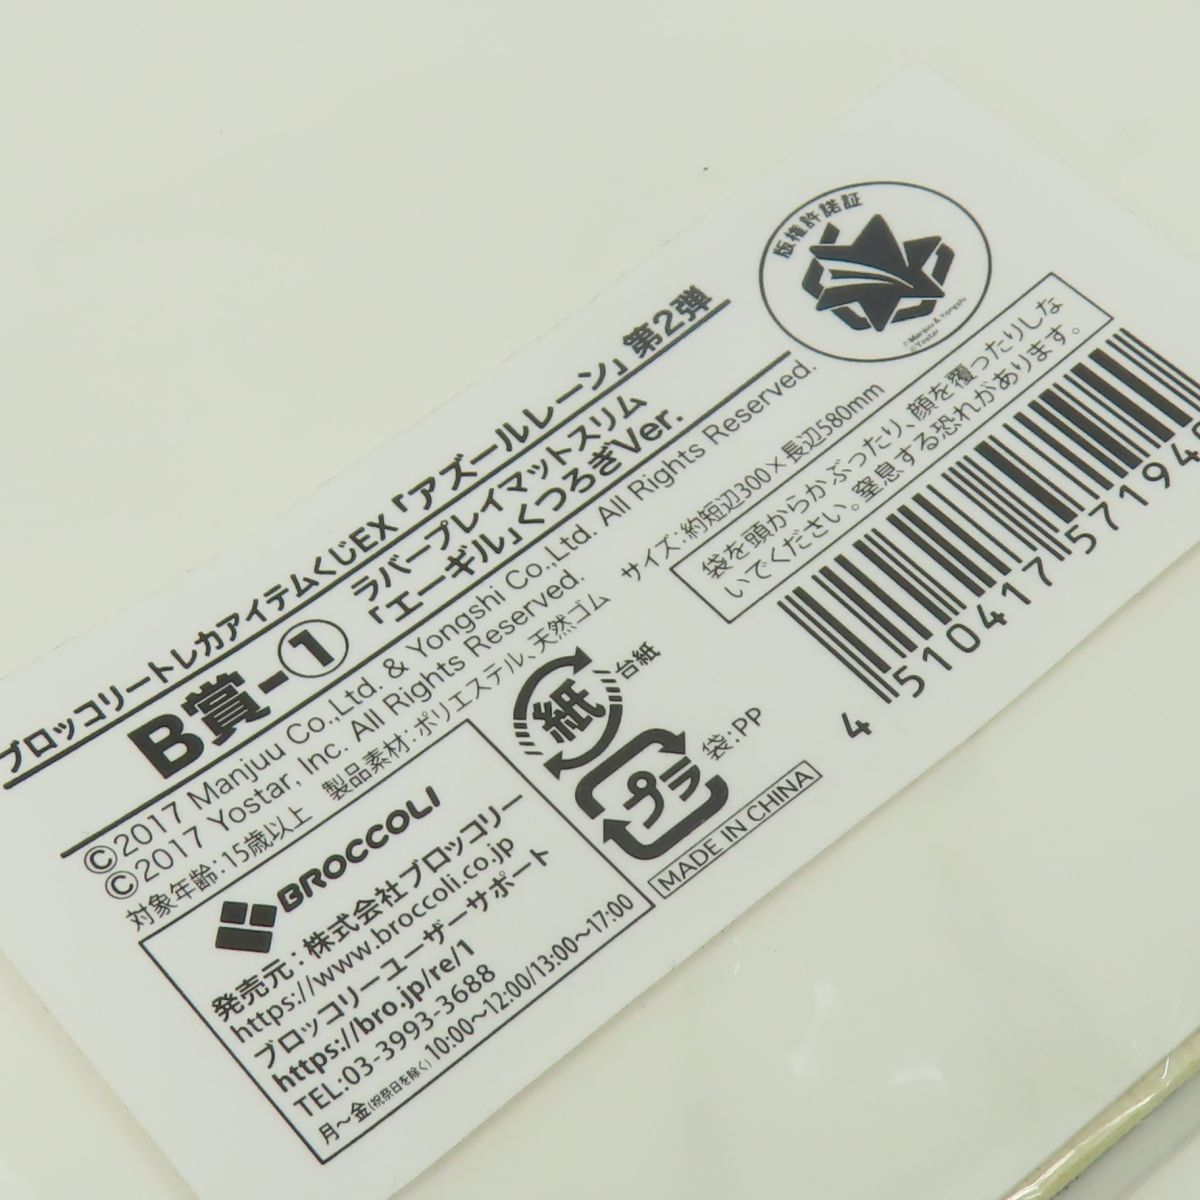 ブロッコリートレカアイテムくじEX「アズールレーン」第2弾
B賞-①
ラバープレイマットスリム
「エーギル」くつろぎVer.
©2017 Manjuu Co.,Ltd. & Yongshi Co.,Ltd. All Rights Reserved.
©2017 Yostar, Inc. All Rights Reserved.
対象年齢:15歳以上 製品素材:ポリエステル、天然ゴム サイズ:約短辺300×長辺580mm
BROCCOLI
発売元:株式会社ブロッコリー
https://www.broccoli.co.jp
ブロッコリーユーザーサポート
https://bro.jp/re/1
TEL:03-3993-3688
月~金(祝祭日を除く)10:00~12:00/13:00~17:00
紙
台紙
プラ
袋:PP
MADE IN CHINA
版権許諾証
© Manjuu & Yongshi
© Yostar
袋を頭からかぶったり、顔を覆ったりしな
いでください。窒息する恐れがあります。
4 510417 57194